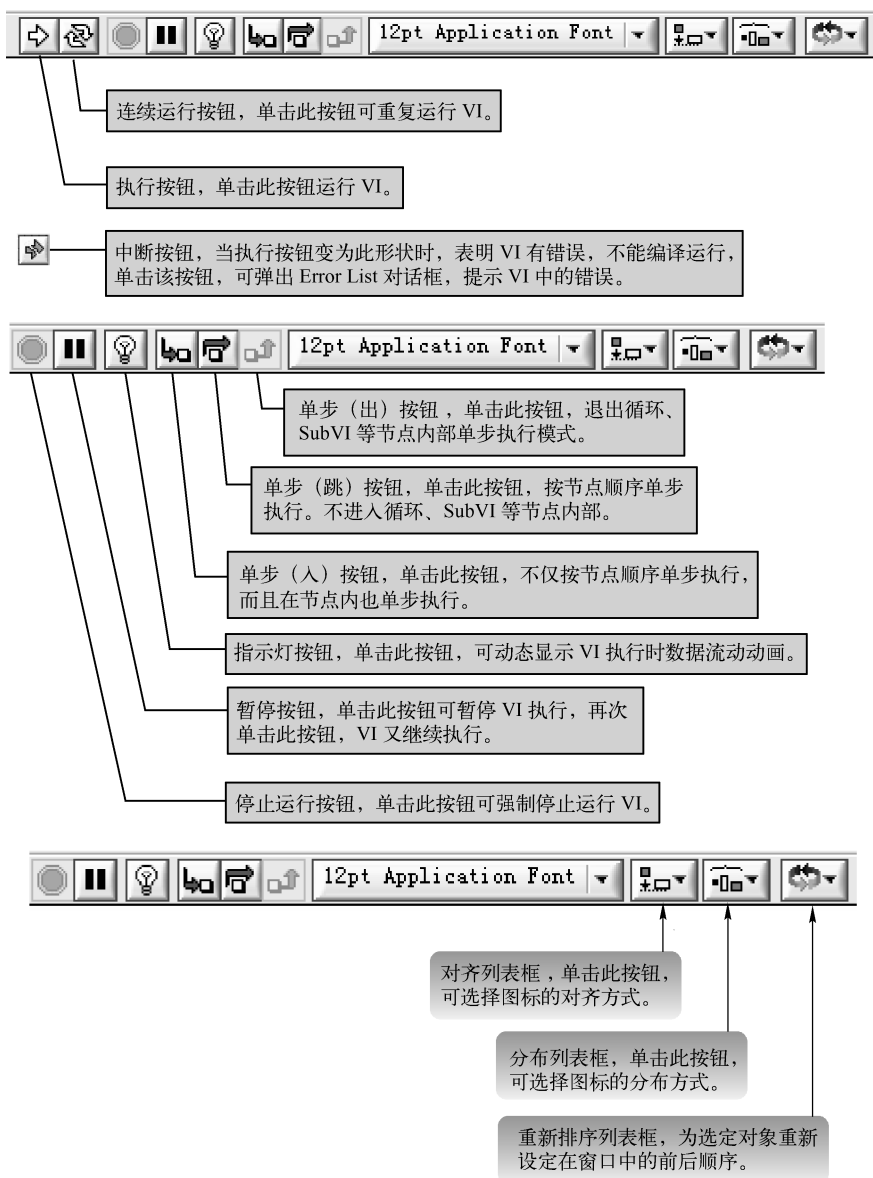 12pt Application Font
连续运行按钮，单击此按钮可重复运行 VI。
执行按钮，单击此按钮运行 VI。
中断按钮，当执行按钮变为此形状时，表明 VI 有错误，不能编译运行，
单击该按钮，可弹出 Error List 对话框，提示 VI 中的错误。
12pt Application Font
单步（出）按钮 ，单击此按钮，退出循环、
SubVI 等节点内部单步执行模式。
单步（跳）按钮，单击此按钮，按节点顺序单步
执行。不进入循环、SubVI 等节点内部。
单步（入）按钮，单击此按钮，不仅按节点顺序单步执行，
而且在节点内也单步执行。
指示灯按钮，单击此按钮，可动态显示 VI 执行时数据流动动画。
暂停按钮，单击此按钮可暂停 VI 执行，再次
单击此按钮，VI 又继续执行。
停止运行按钮，单击此按钮可强制停止运行 VI。
12pt Application Font
对齐列表框 ，单击此按钮，
可选择图标的对齐方式。
分布列表框，单击此按钮，
可选择图标的分布方式。
重新排序列表框，为选定对象重新
设定在窗口中的前后顺序。